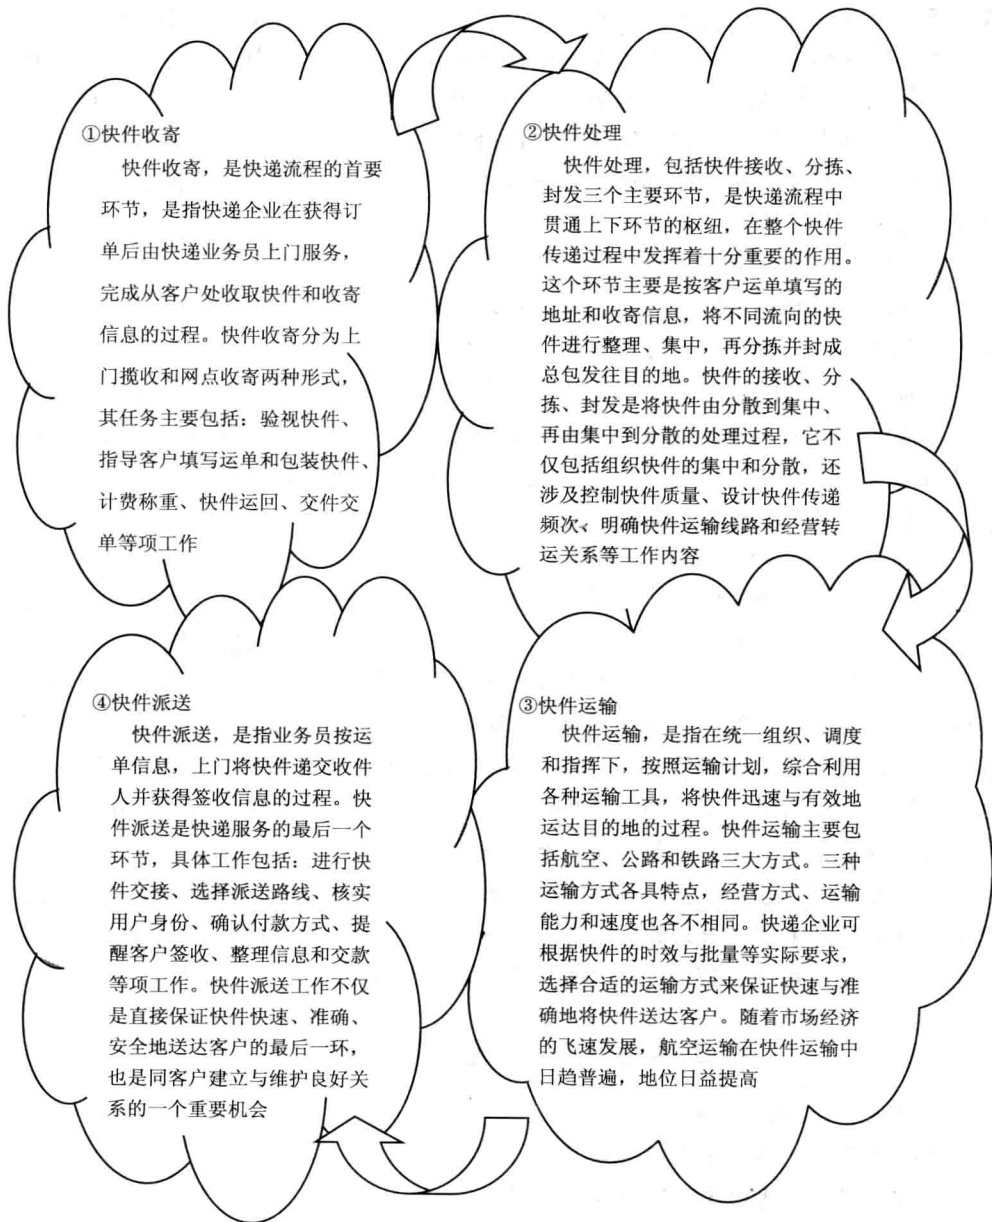 ①快件收寄
快件收寄，是快递流程的首要
环节，是指快递企业在获得订
单后由快递业务员上门服务，
完成从客户处收取快件和收寄
信息的过程。快件收寄分为上
门揽收和网点收寄两种形式，
其任务主要包括：验视快件、
指导客户填写运单和包装快件、
计费称重、快件运回、交件交
单等项工作
②快件处理
快件处理，包括快件接收、分拣、
封发三个主要环节，是快递流程中
贯通上下环节的枢纽，在整个快件
传递过程中发挥着十分重要的作用。
这个环节主要是按客户运单填写的
地址和收寄信息，将不同流向的快
件进行整理、集中，再分拣并封成
总包发往目的地。快件的接收、分
拣、封发是将快件由分散到集中、
再由集中到分散的处理过程，它不
仅包括组织快件的集中和分散，还
涉及控制快件质量、设计快件传递
频次、明确快件运输线路和经营转
运关系等工作内容
③快件运输
快件运输，是指在统一组织、调度
和指挥下，按照运输计划，综合利用
各种运输工具，将快件迅速与有效地
运达目的地的过程。快件运输主要包
括航空、公路和铁路三大方式。三种
运输方式各具特点，经营方式、运输
能力和速度也各不相同。快递企业可
根据快件的时效与批量等实际要求，
选择合适的运输方式来保证快速与准
确地将快件送达客户。随着市场经济
的飞速发展，航空运输在快件运输中
日趋普遍，地位日益提高
④快件派送
快件派送，是指业务员按运
单信息，上门将快件递交收件
人并获得签收信息的过程。快
件派送是快递服务的最后一个
环节，具体工作包括：进行快
件交接、选择派送路线、核实
用户身份、确认付款方式、提
醒客户签收、整理信息和交款
等项工作。快件派送工作不仅
是直接保证快件快速、准确、
安全地送达客户的最后一环，
也是同客户建立与维护良好关
系的一个重要机会